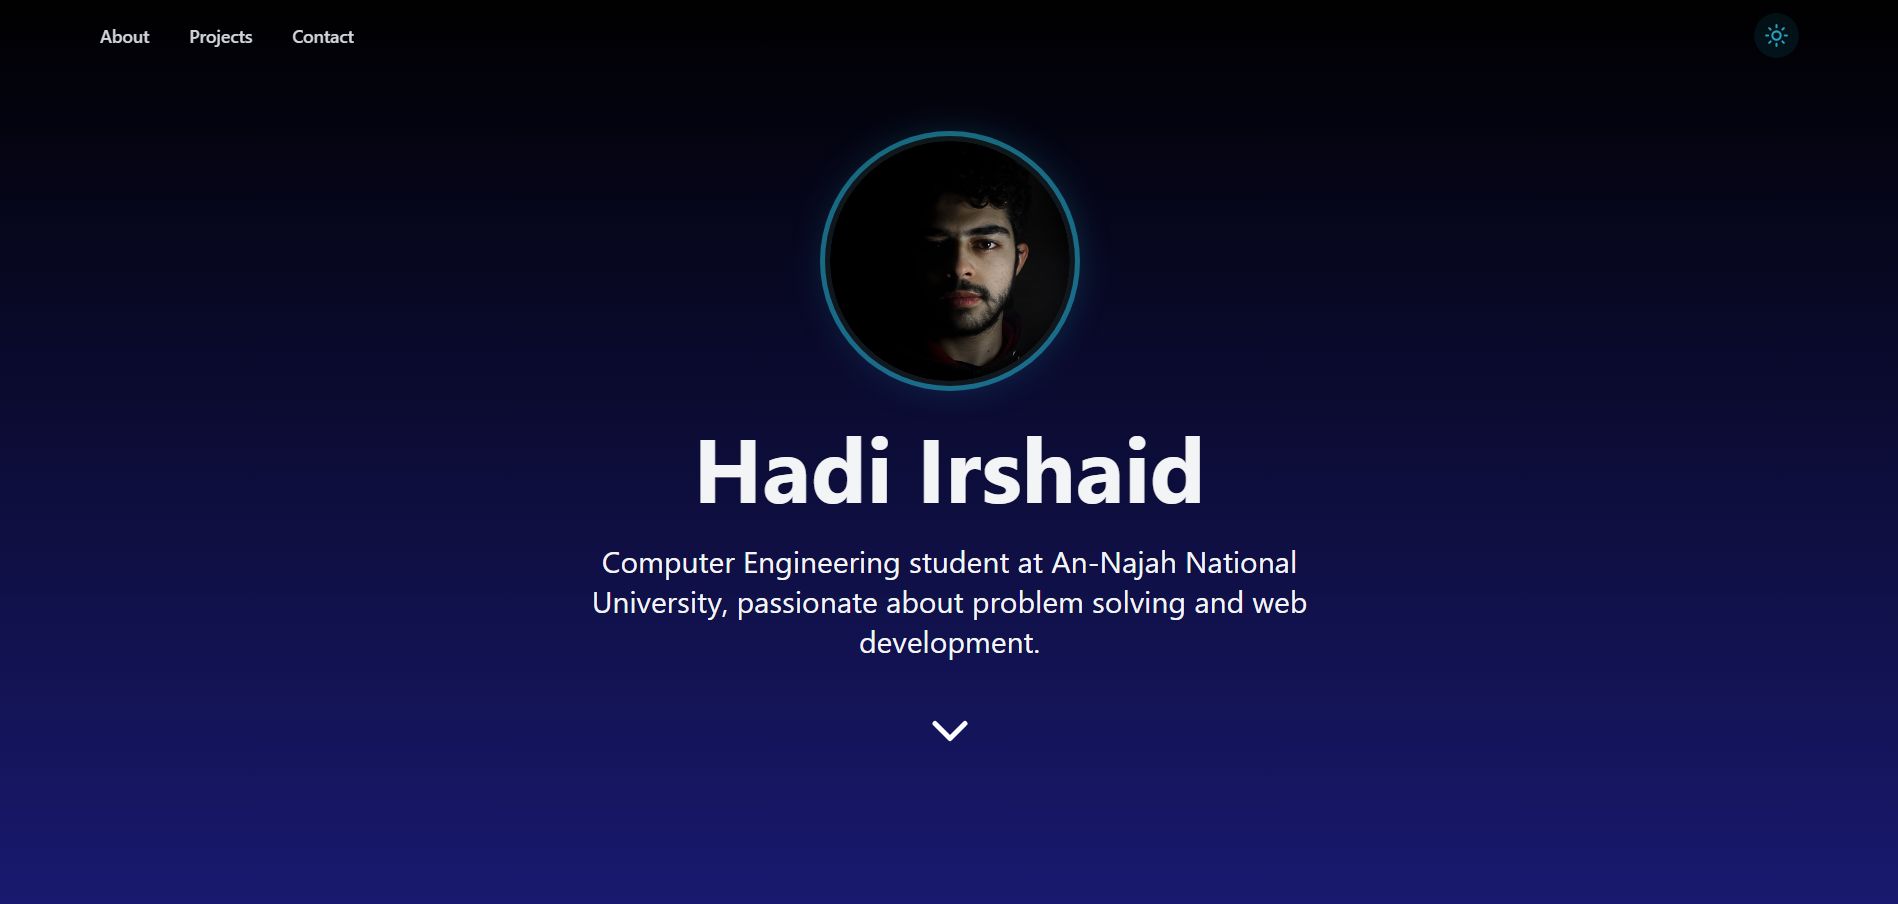 About Projects Contact
Hadi Irshaid
Computer Engineering student at An-Najah National
University, passionate about problem solving and web
development.